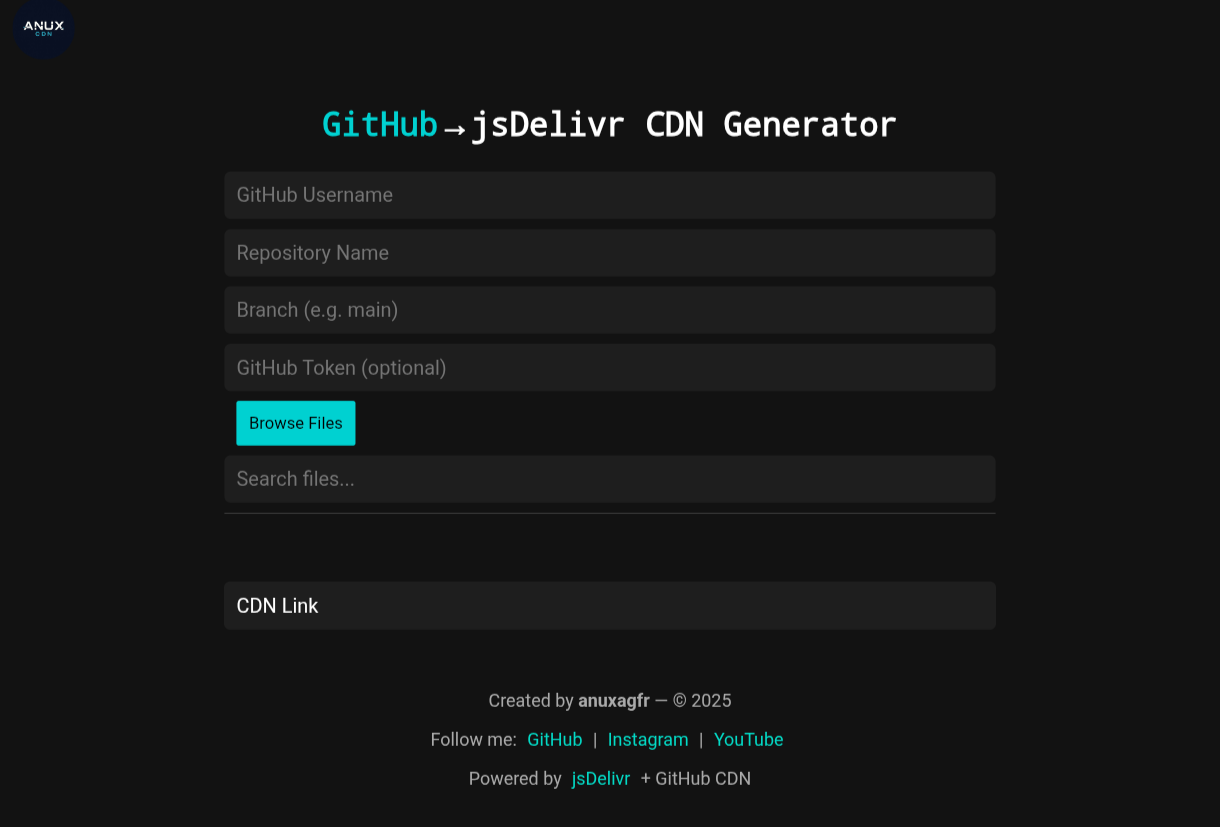 ANUX
CDN
GitHub→jsDelivr CDN Generator
GitHub Username
Repository Name
Branch (e.g. main)
GitHub Token (optional)
Browse Files
Search files...
CDN Link
Created by anuxagfr — © 2025
Follow me: GitHub | Instagram | YouTube
Powered by jsDelivr + GitHub CDN